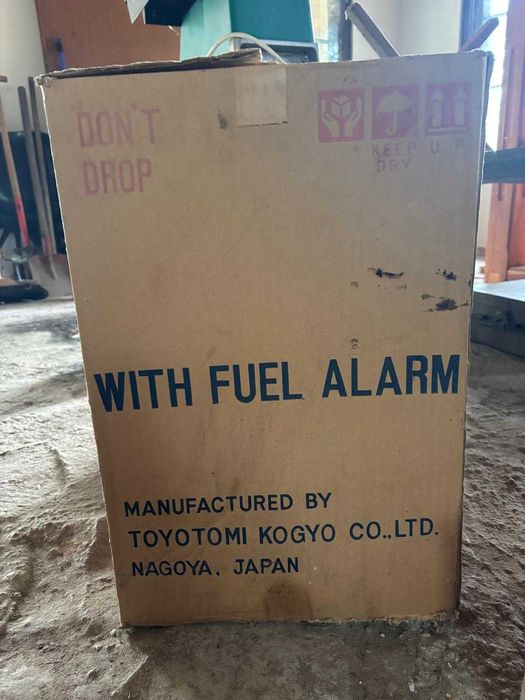 DON'T
DROP
KEEP UP
DRY
WITH FUEL ALARM
MANUFACTURED BY
TOYOTOMI KOGYO CO.,LTD.
NAGOYA, JAPAN